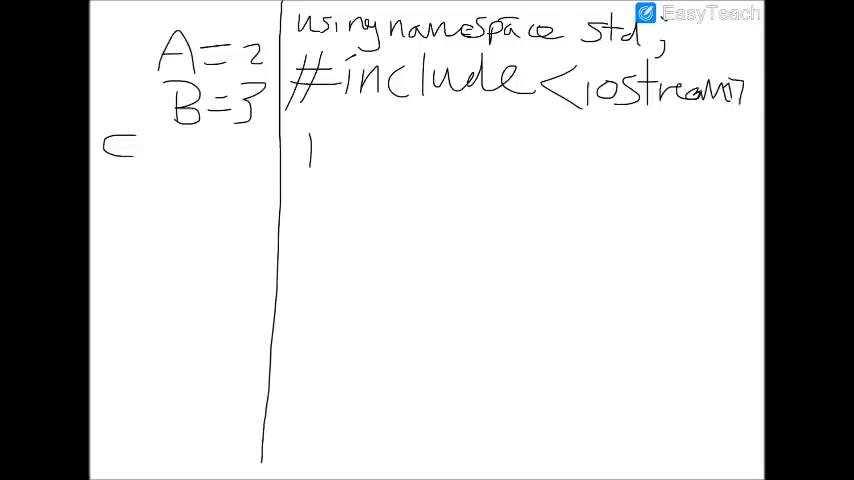 EasyTeach
A=2
B=3
C
using namespace std;
#include <iostream>